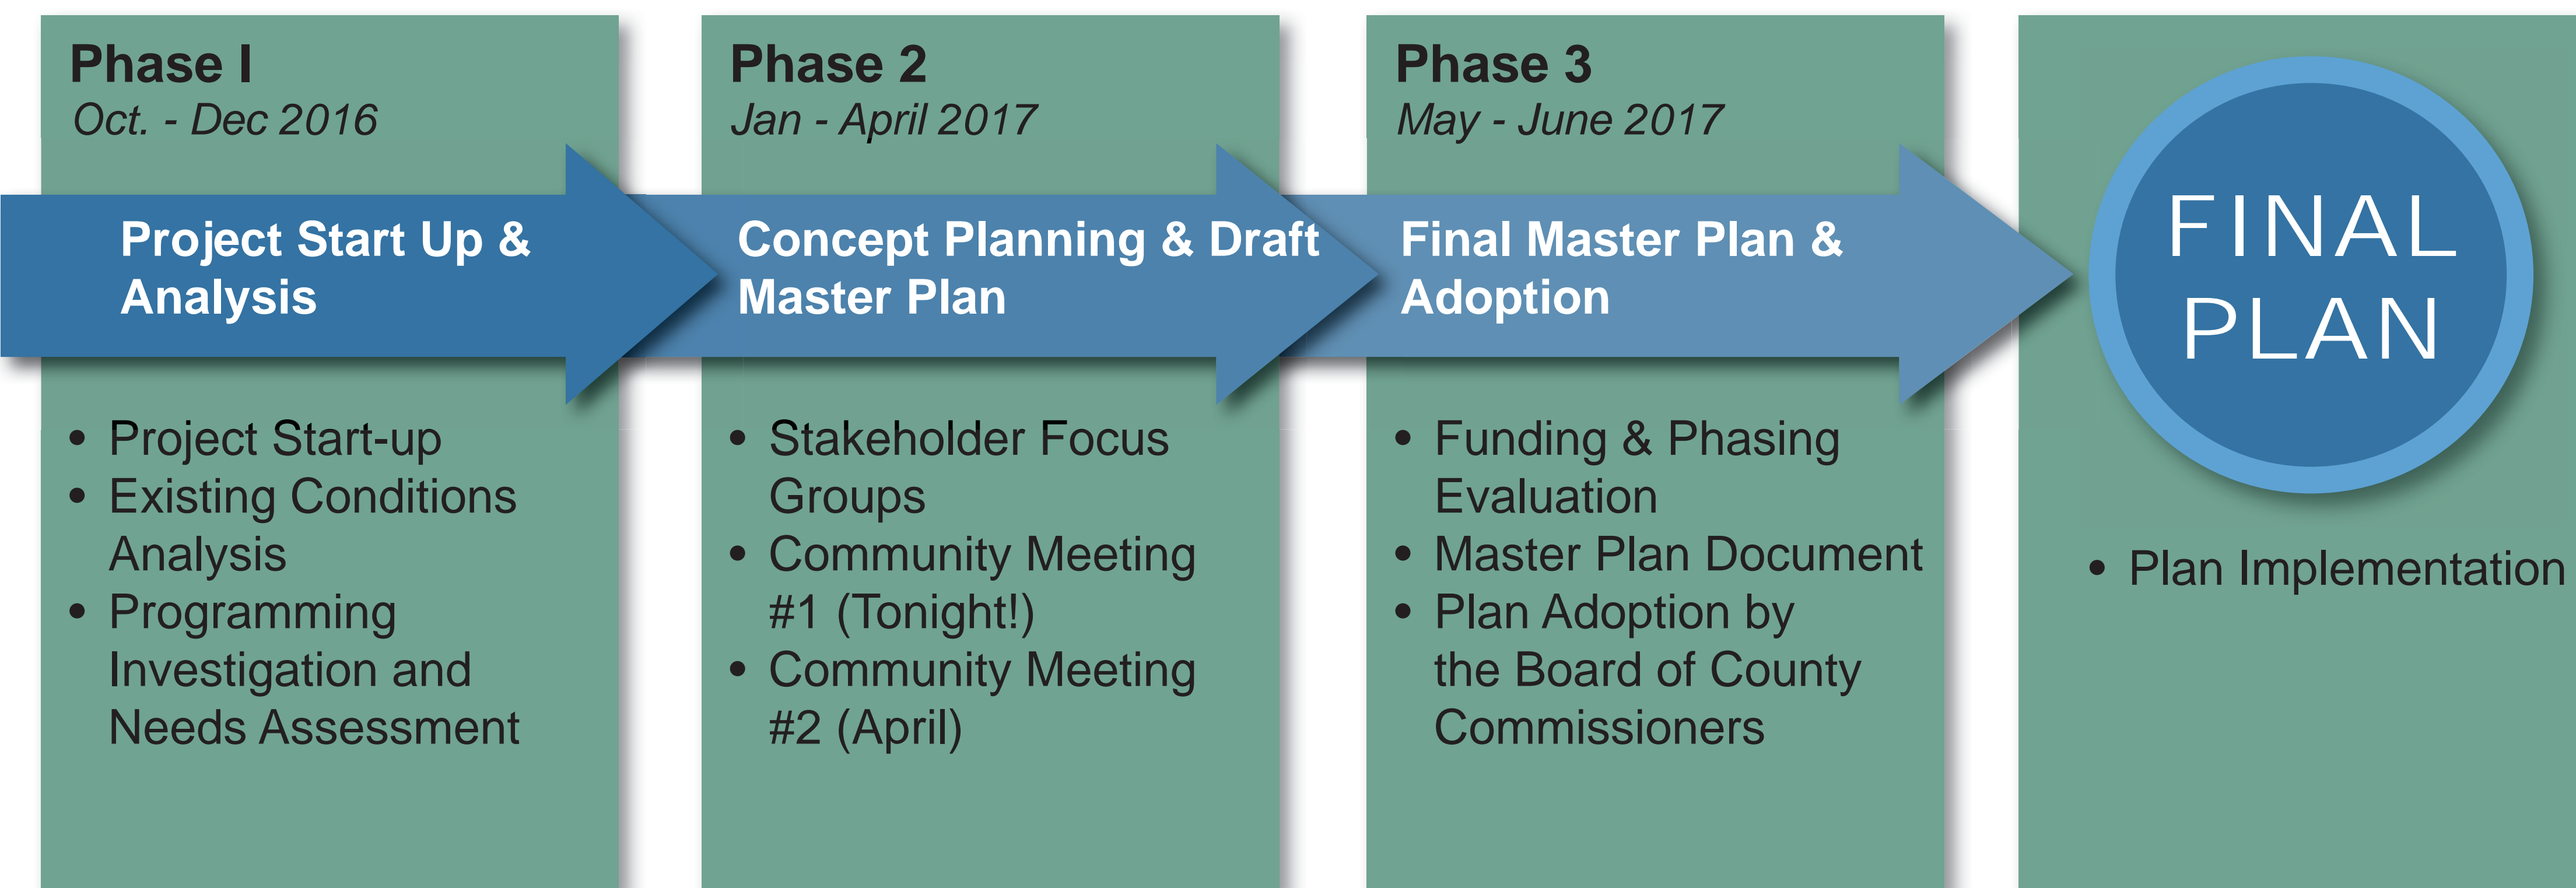 Phase I
Oct. - Dec 2016
Project Start Up &
Analysis
• Project Start-up
• Existing Conditions
Analysis
• Programming
Investigation and
Needs Assessment
Phase 2
Jan - April 2017
Concept Planning & Draft
Master Plan
• Stakeholder Focus
Groups
• Community Meeting
#1 (Tonight!)
• Community Meeting
#2 (April)
Phase 3
May - June 2017
Final Master Plan &
Adoption
• Funding & Phasing
Evaluation
• Master Plan Document
• Plan Adoption by
the Board of County
Commissioners
FINAL
PLAN
• Plan Implementation